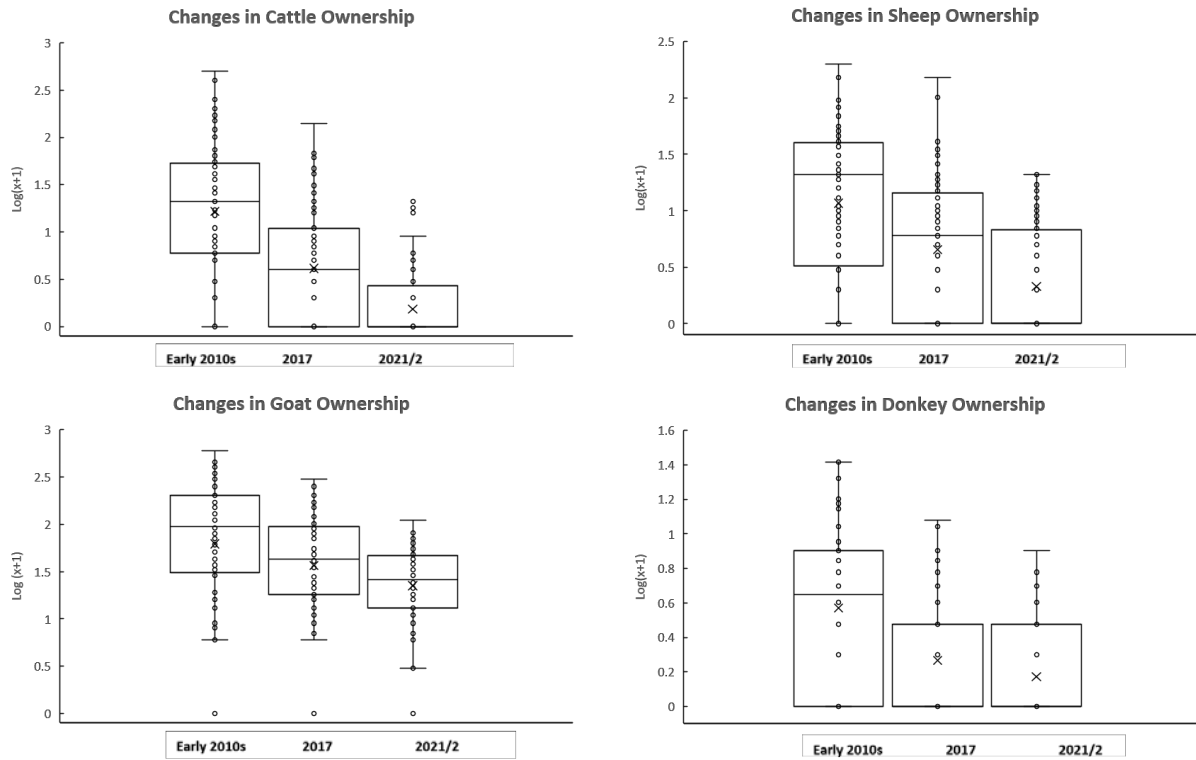 Changes in Cattle Ownership
3
2.5
2
1.5
1
0.5
0
Log(x+1)
Early 2010s 2017 2021/2
Changes in Sheep Ownership
2.5
2
1.5
1
0.5
0
Log(x+1)
Early 2010s 2017 2021/2
Changes in Goat Ownership
3
2.5
2
1.5
1
0.5
0
Log (x+1)
Early 2010s 2017 2021/2
Changes in Donkey Ownership
1.6
1.4
1.2
1
0.8
0.6
0.4
0.2
0
Log(x+1)
Early 2010s 2017 2021/2